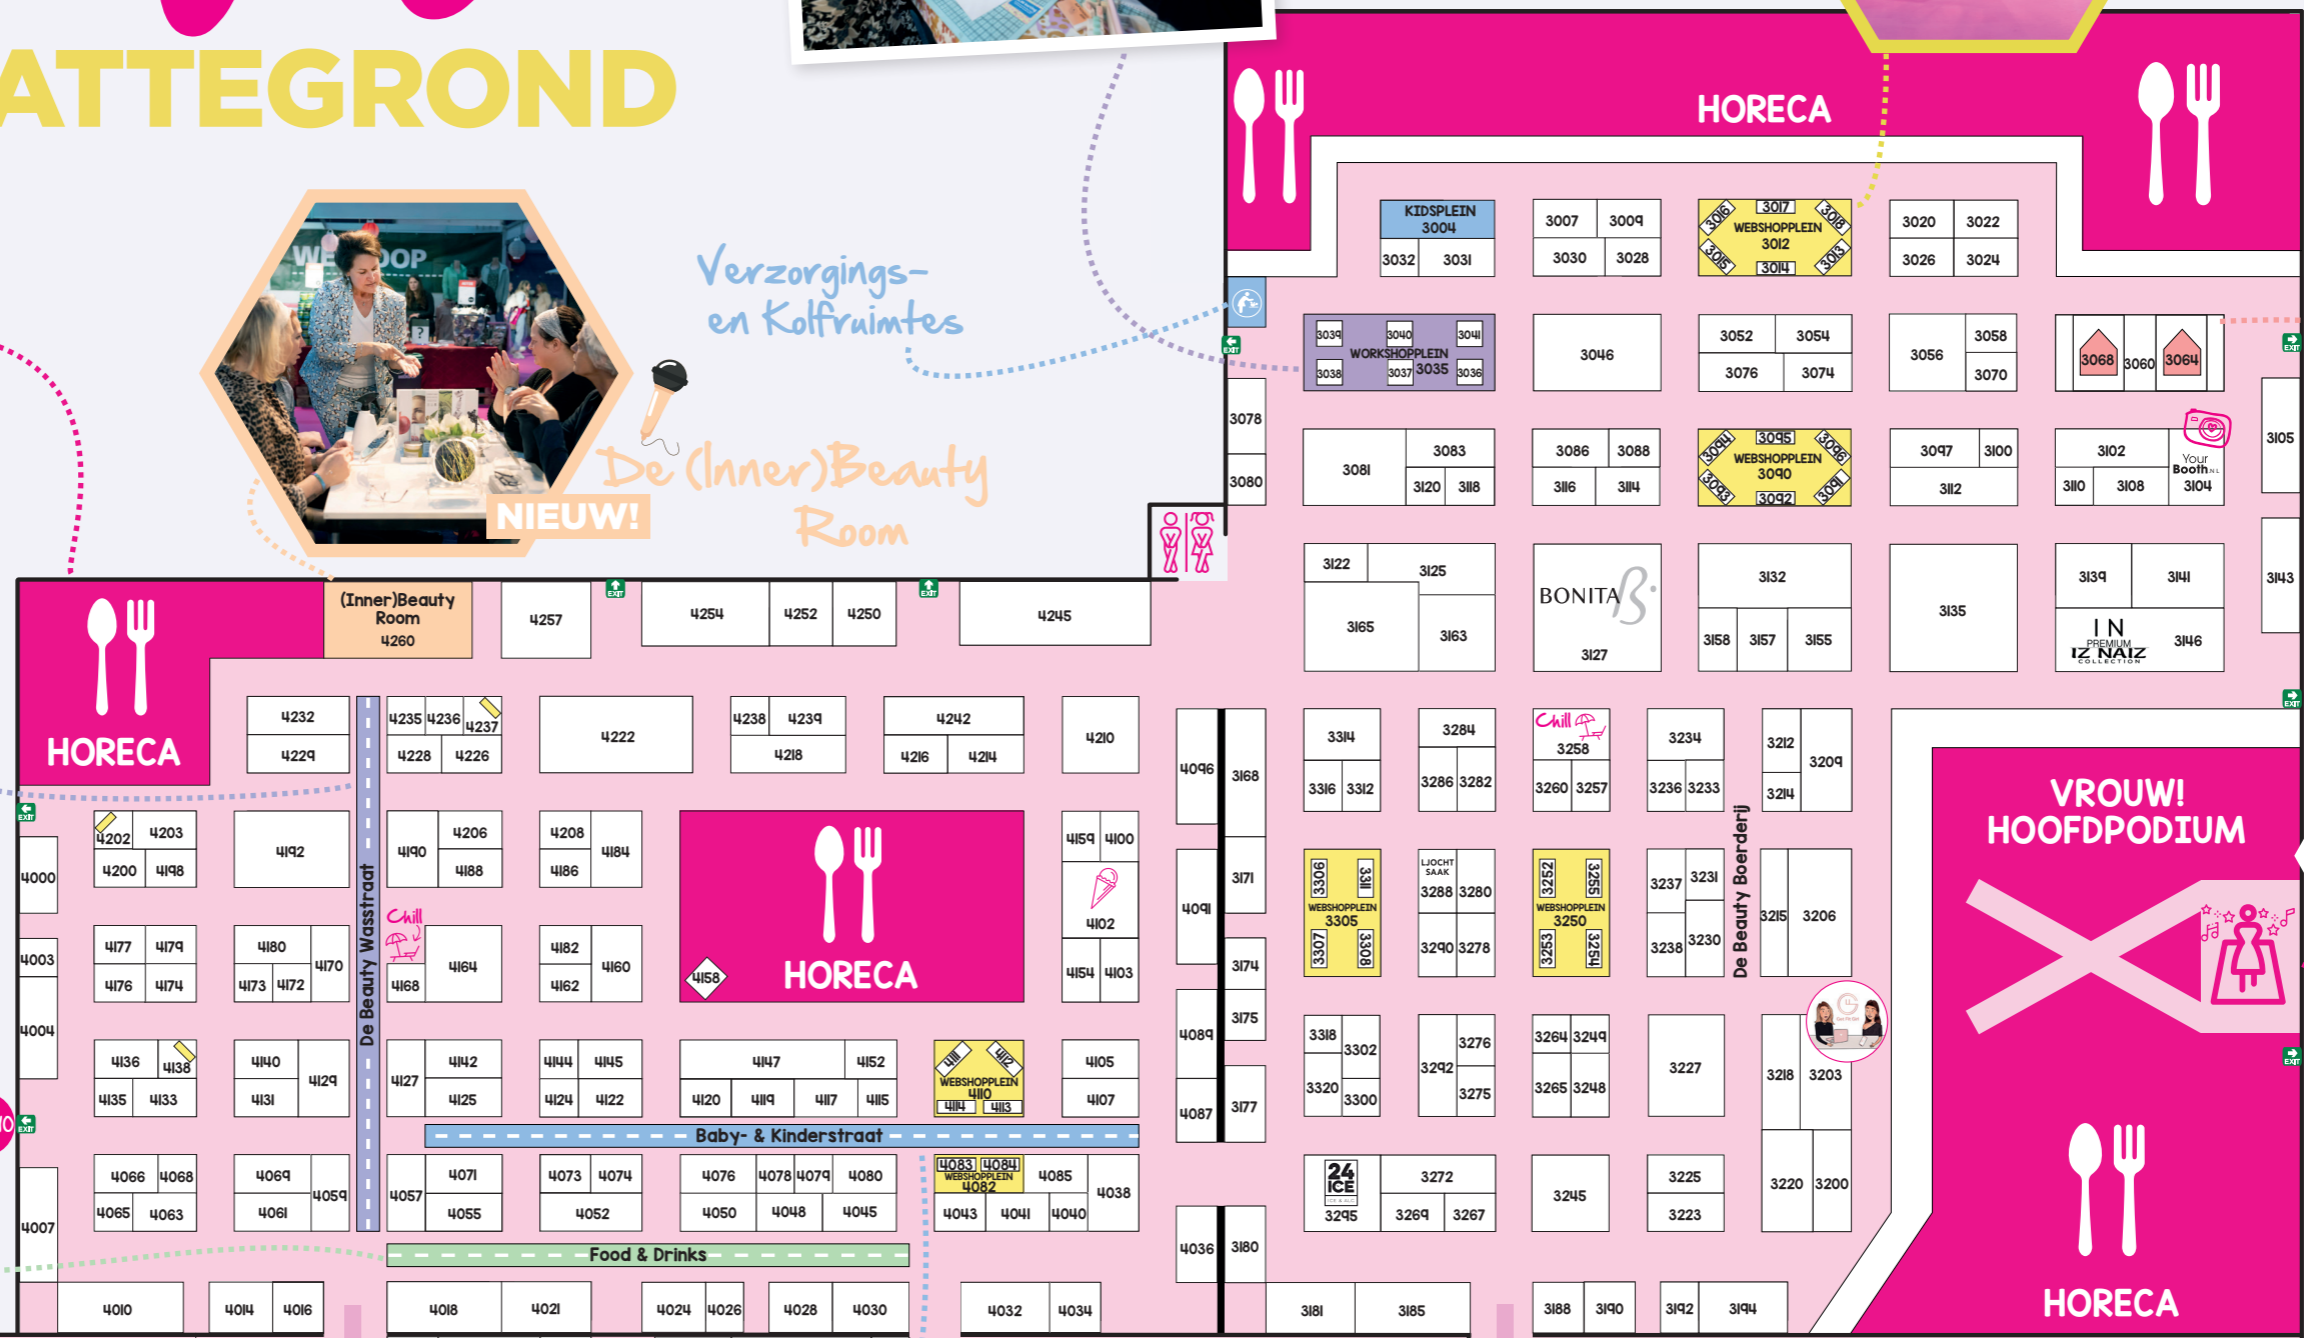 ATTEGROND
HORECA
Verzorgings-
en Kolfruimtes
De (Inner)Beauty
Room
NIEUW!
KIDSPLEIN
3004
3032 3031
3007 3009
3030 3028
3016 3017 3018
WEBSHOPPLEIN
3012
3015 3014 3013
3020 3022
3026 3024
EXIT
3039 3040 3041
WORKSHOPPLEIN
3035
3038 3037 3036
3046
3052 3054
3076 3074
3056 3058
3070
3068 3060 3064
EXIT
3078
3080
3081 3083
3120 3118
3086 3088
3116 3114
3094 3095 3096
WEBSHOPPLEIN
3090
3093 3092 3091
3097 3100
3112
3102
Your
Booth.NL
3110 3108 3104
3105
3122 3125
3165 3163
BONITA
3127
3132
3158 3157 3155
3135
3139 3141
IN
PREMIUM
IZ NAIZ
COLLECTION
3146
3143
EXIT
HORECA
(Inner)Beauty
Room
4260
4257
EXIT
4254 4252 4250
EXIT
4245
4232
4229
4235 4236 4237
4228 4226
4222
4238 4239
4218
4242
4216 4214
4210
4096 3168
3314
3316 3312
3284
3286 3282
Chill
3258
3260 3257
3234
3236 3233
3212 3209
3214
VROUW!
HOOFDPODIUM
EXIT
4202 4203
4200 4198
4192
De Beauty Wasstraat
4190 4206
4188
4208 4184
4186
HORECA
4158
4159 4100
4102
4154 4103
4000
4003
4004
4091 3171
3174
3306 3311
WEBSHOPPLEIN
3305
3307 3308
LJOCHT
SAAK
3288 3280
3290 3278
3252 3255
WEBSHOPPLEIN
3250
3253 3254
3237 3231
3238 3230
De Beauty Boerderij
3215 3206
4177 4179
4176 4174
4180 4170
4173 4172
Chill
4168 4164
4182 4160
4162
4089 3175
4087 3177
4136 4138
4135 4133
4140 4129
4131
4127 4142
4125
4144 4145
4124 4122
4147 4152
4120 4119 4117 4115
4111 4112
WEBSHOPPLEIN
4110
4114 4113
4105
4107
3318 3302
3320 3300
3292 3276
3275
3264 3249
3265 3248
3227
3218 3203
EXIT
EXIT
Baby- & Kinderstraat
4066 4068
4065 4063
4069 4059
4061
4057 4071
4055
4073 4074
4052
4076 4078 4079 4080
4050 4048 4045
4083 4084
WEBSHOPPLEIN
4082
4085 4038
4043 4041 4040
24
ICE
ICE & ALC
3295
3272
3269 3267
3245
3225
3223
3220 3200
4007
4036 3180
Food & Drinks
4010
4014 4016
4018 4021
4024 4026
4028 4030
4032 4034
3181 3185
3188 3190
3192 3194
HORECA